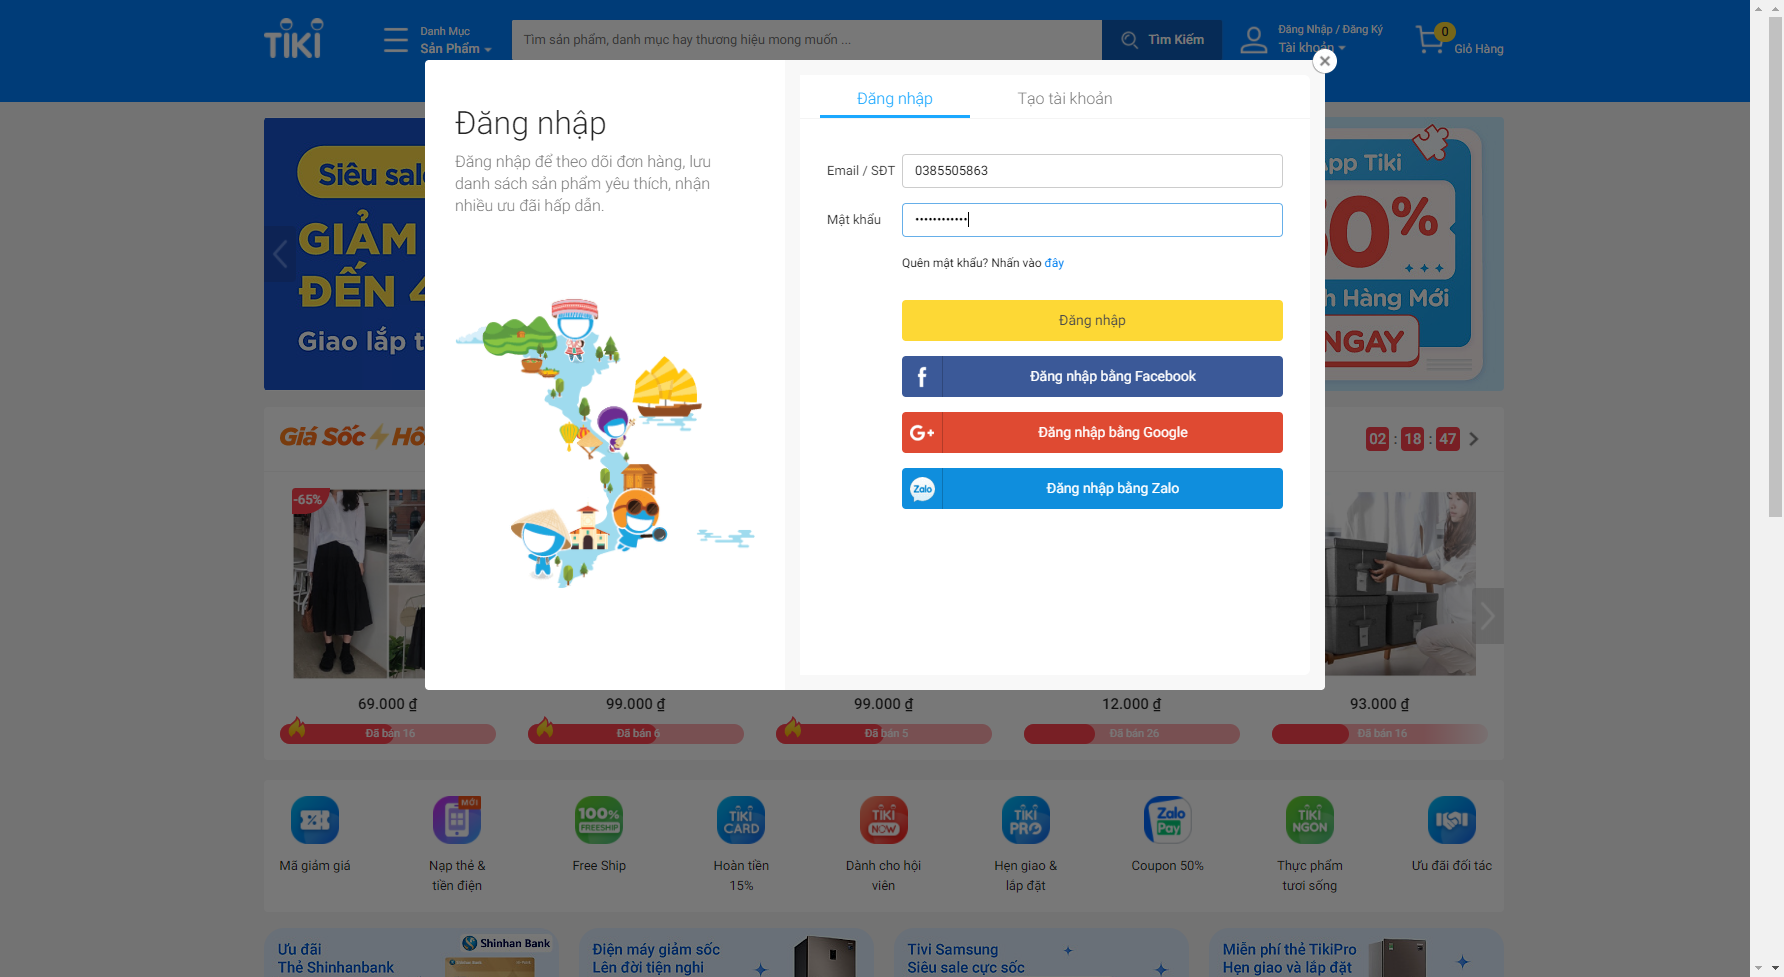 TIKI
Danh Mục
Sản Phẩm
Tìm sản phẩm, danh mục hay thương hiệu mong muốn ...
Tìm Kiếm
Đăng Nhập / Đăng Ký
Tài khoản
0
Giỏ Hàng
Siêu sale
GIẢM
ĐẾN 4
Giao lắp t
Đăng nhập
Đăng nhập để theo dõi đơn hàng, lưu
danh sách sản phẩm yêu thích, nhận
nhiều ưu đãi hấp dẫn.
Đăng nhập
Tạo tài khoản
Email / SĐT
0385505863
Mật khẩu
••••••••••••
Quên mật khẩu? Nhấn vào đây
Đăng nhập
Đăng nhập bằng Facebook
G+
Đăng nhập bằng Google
Zalo
Đăng nhập bằng Zalo
App Tiki
50%
h Hàng Mới
NGAY
Giá Sốc
02 : 18 : 47
-65%
69.000 ₫
99.000 ₫
99.000 ₫
12.000 ₫
93.000 ₫
Đã bán 16
Đã bán 6
Đã bán 5
Đã bán 26
Đã bán 16
MỚI
100%
FREESHIP
TIKI
CARD
TIKI
NOW
TIKI
PRO
Zalo
Pay
TIKI
NGON
Mã giảm giá
Nạp thẻ &
tiền điện
Free Ship
Hoàn tiền
15%
Dành cho hội
viên
Hẹn giao &
lắp đặt
Coupon 50%
Thực phẩm
tươi sống
Ưu đãi đối tác
Ưu đãi
Thẻ Shinhanbank
Shinhan Bank
Điện máy giảm sốc
Lên đời tiện nghi
Tivi Samsung
Siêu sale cực sốc
Miễn phí thẻ TikiPro
Hẹn giao và lắp đặt